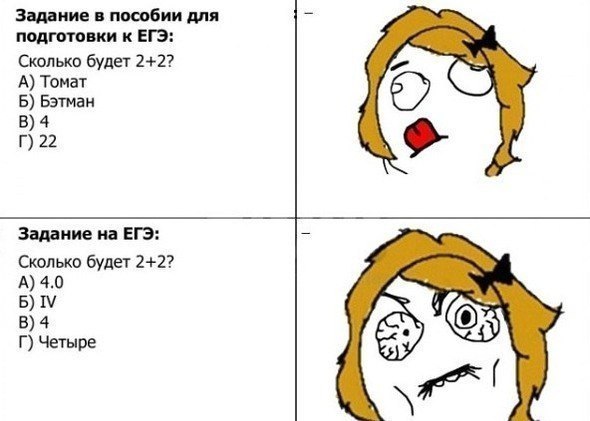 Задание в пособии для
подготовки к ЕГЭ:
Сколько будет 2+2?
А) Томат
Б) Бэтман
В) 4
Г) 22
Задание на ЕГЭ:
Сколько будет 2+2?
А) 4.0
Б) IV
В) 4
Г) Четыре